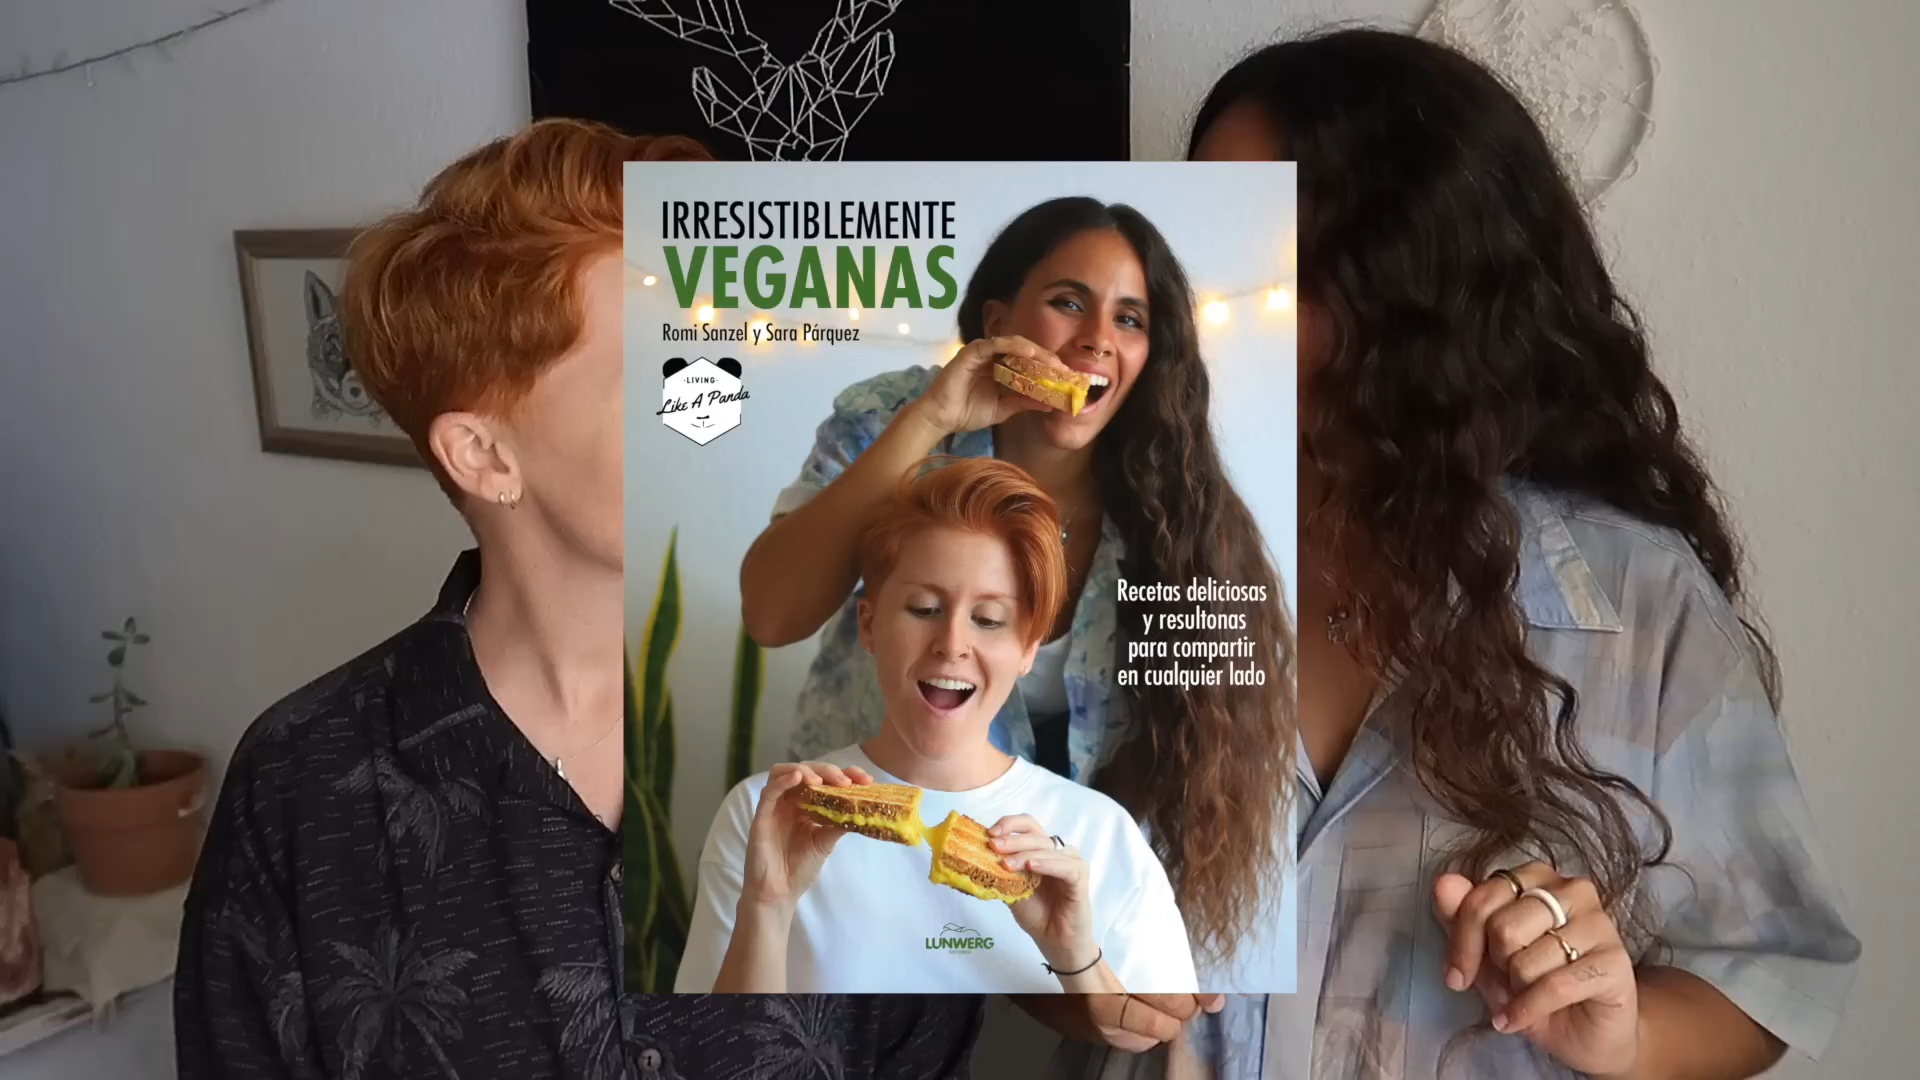 IRRESISTIBLEMENTE
VEGANAS
Romi Sanzel y Sara Párquez
·LIVING·
Like A Panda
Recetas deliciosas
y resultonas
para compartir
en cualquier lado
LUNWERG